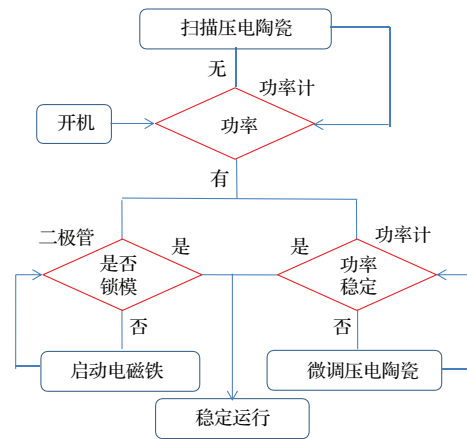 扫描压电陶瓷
无
功率计
开机
功率
有
二极管
是
是
功率计
是否
锁模
功率
稳定
否
否
启动电磁铁
微调压电陶瓷
稳定运行